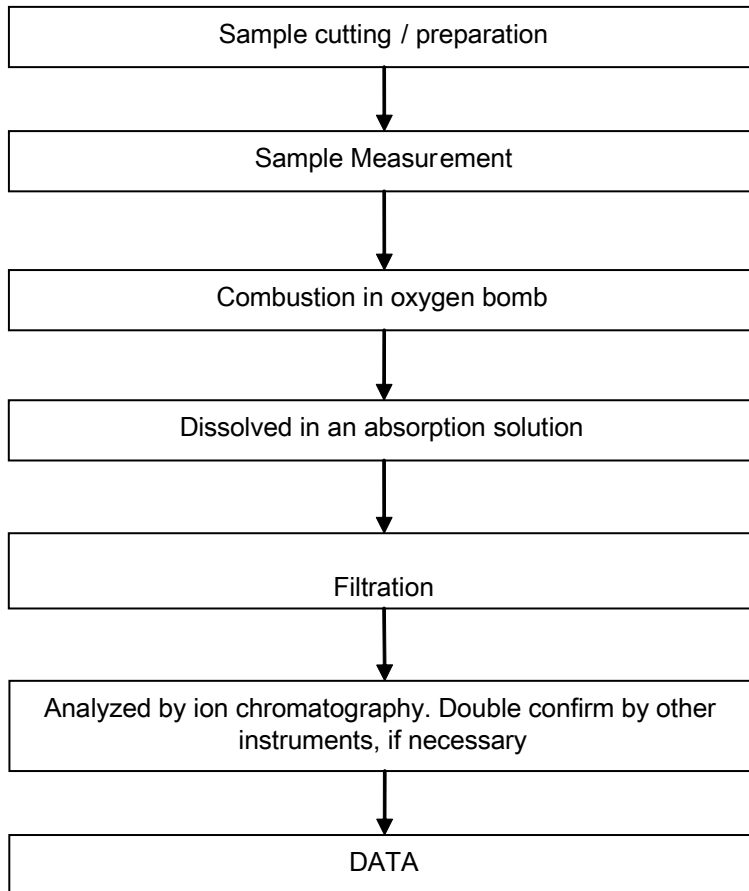 Sample cutting / preparation
Sample Measurement
Combustion in oxygen bomb
Dissolved in an absorption solution
Filtration
Analyzed by ion chromatography. Double confirm by other
instruments, if necessary
DATA